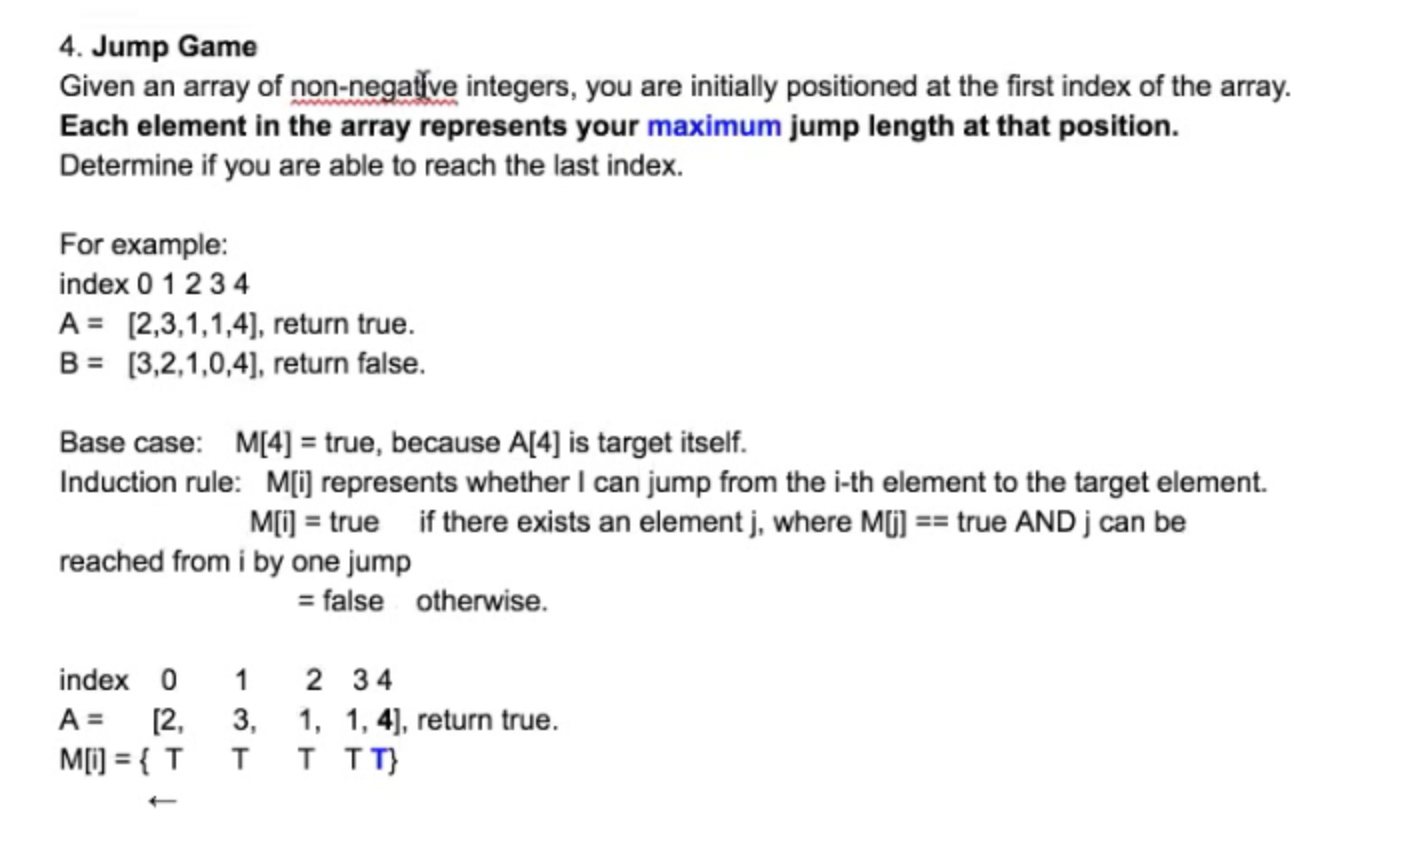 4. Jump Game
Given an array of non-negative integers, you are initially positioned at the first index of the array.
Each element in the array represents your maximum jump length at that position.
Determine if you are able to reach the last index.
For example:
index 0 1 2 3 4
A = [2,3,1,1,4], return true.
B = [3,2,1,0,4], return false.
Base case: M[4] = true, because A[4] is target itself.
Induction rule: M[i] represents whether I can jump from the i-th element to the target element.
M[i] = true if there exists an element j, where M[j] == true AND j can be
reached from i by one jump
= false otherwise.
index 0 1 2 3 4
A = [2, 3, 1, 1, 4], return true.
M[i] = { T T T T T}
←